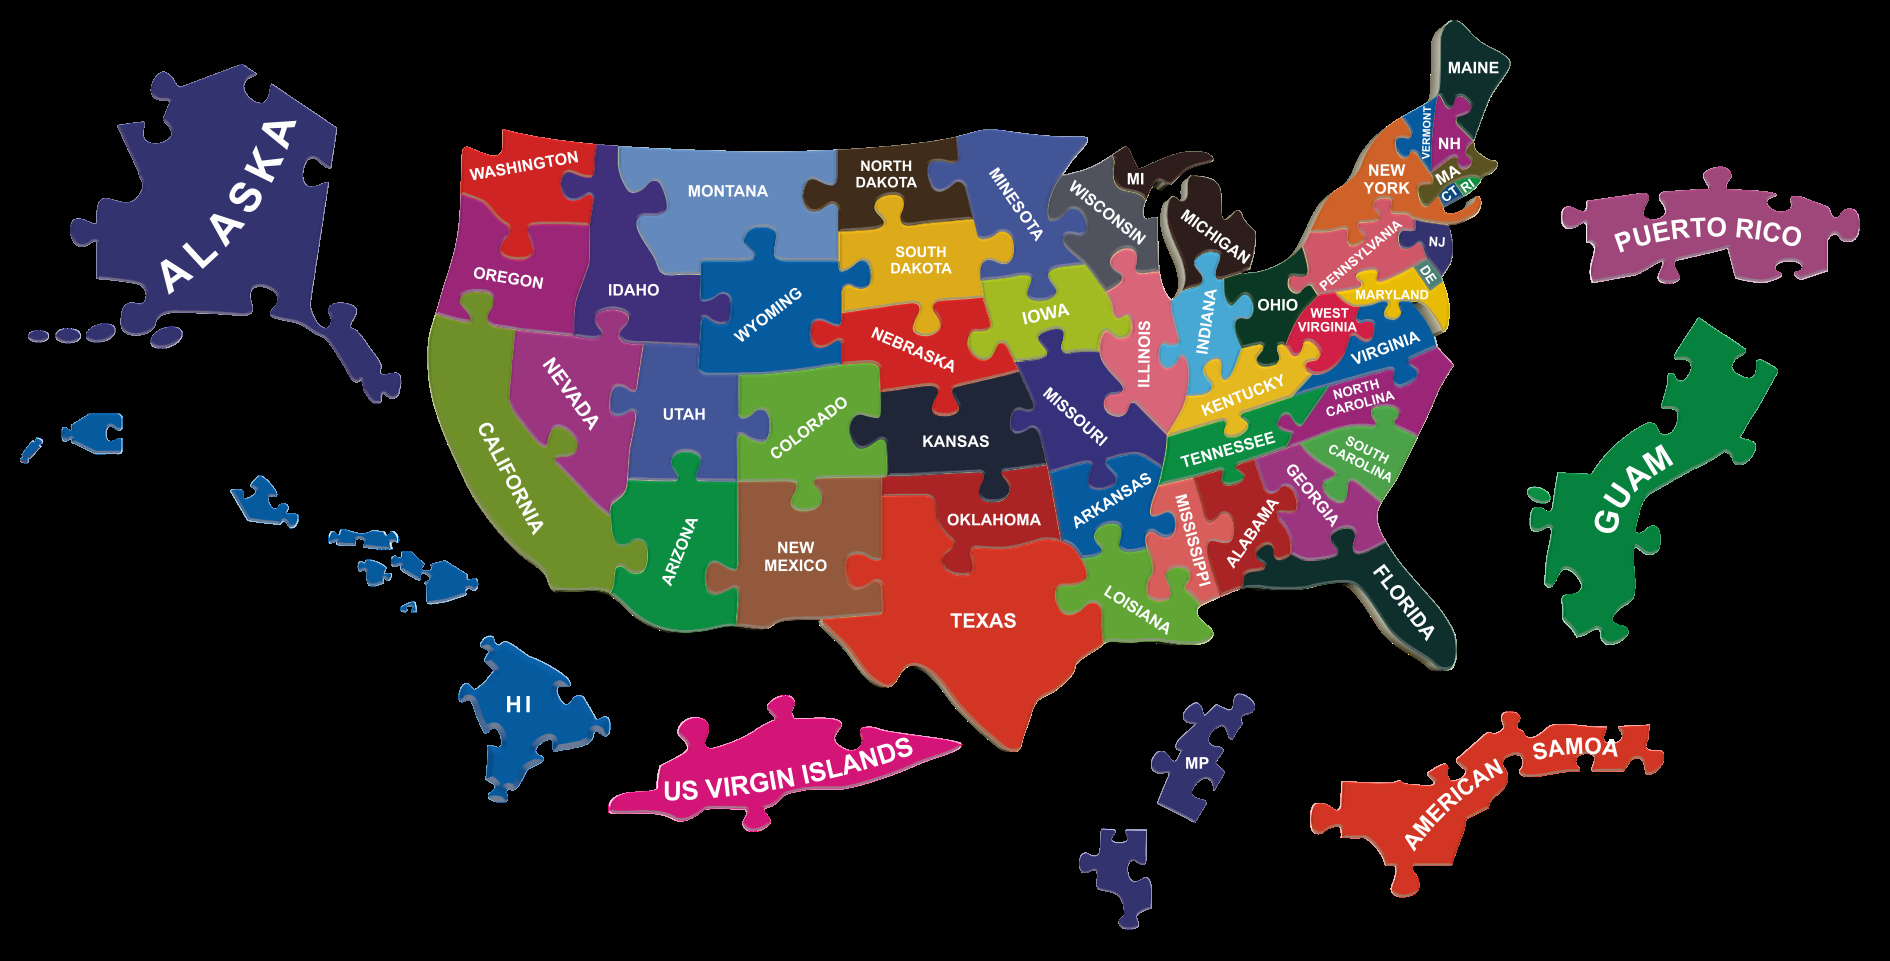 ALASKA
WASHINGTON
OREGON
CALIFORNIA
NEVADA
IDAHO
MONTANA
WYOMING
UTAH
COLORADO
ARIZONA
NEW
MEXICO
NORTH
DAKOTA
SOUTH
DAKOTA
NEBRASKA
KANSAS
OKLAHOMA
TEXAS
MINESOTA
IOWA
MISSOURI
ARKANSAS
LOISIANA
WISCONSIN
MI
MICHIGAN
ILLINOIS
INDIANA
OHIO
KENTUCKY
TENNESSEE
MISSISSIPPI
ALABAMA
GEORGIA
FLORIDA
SOUTH
CAROLINA
NORTH
CAROLINA
VIRGINIA
WEST
VIRGINIA
MARYLAND
DE
NJ
PENNSYLVANIA
NEW
YORK
CT
RI
MA
VERMONT
NH
MAINE
PUERTO RICO
GUAM
HI
US VIRGIN ISLANDS
MP
AMERICAN SAMOA